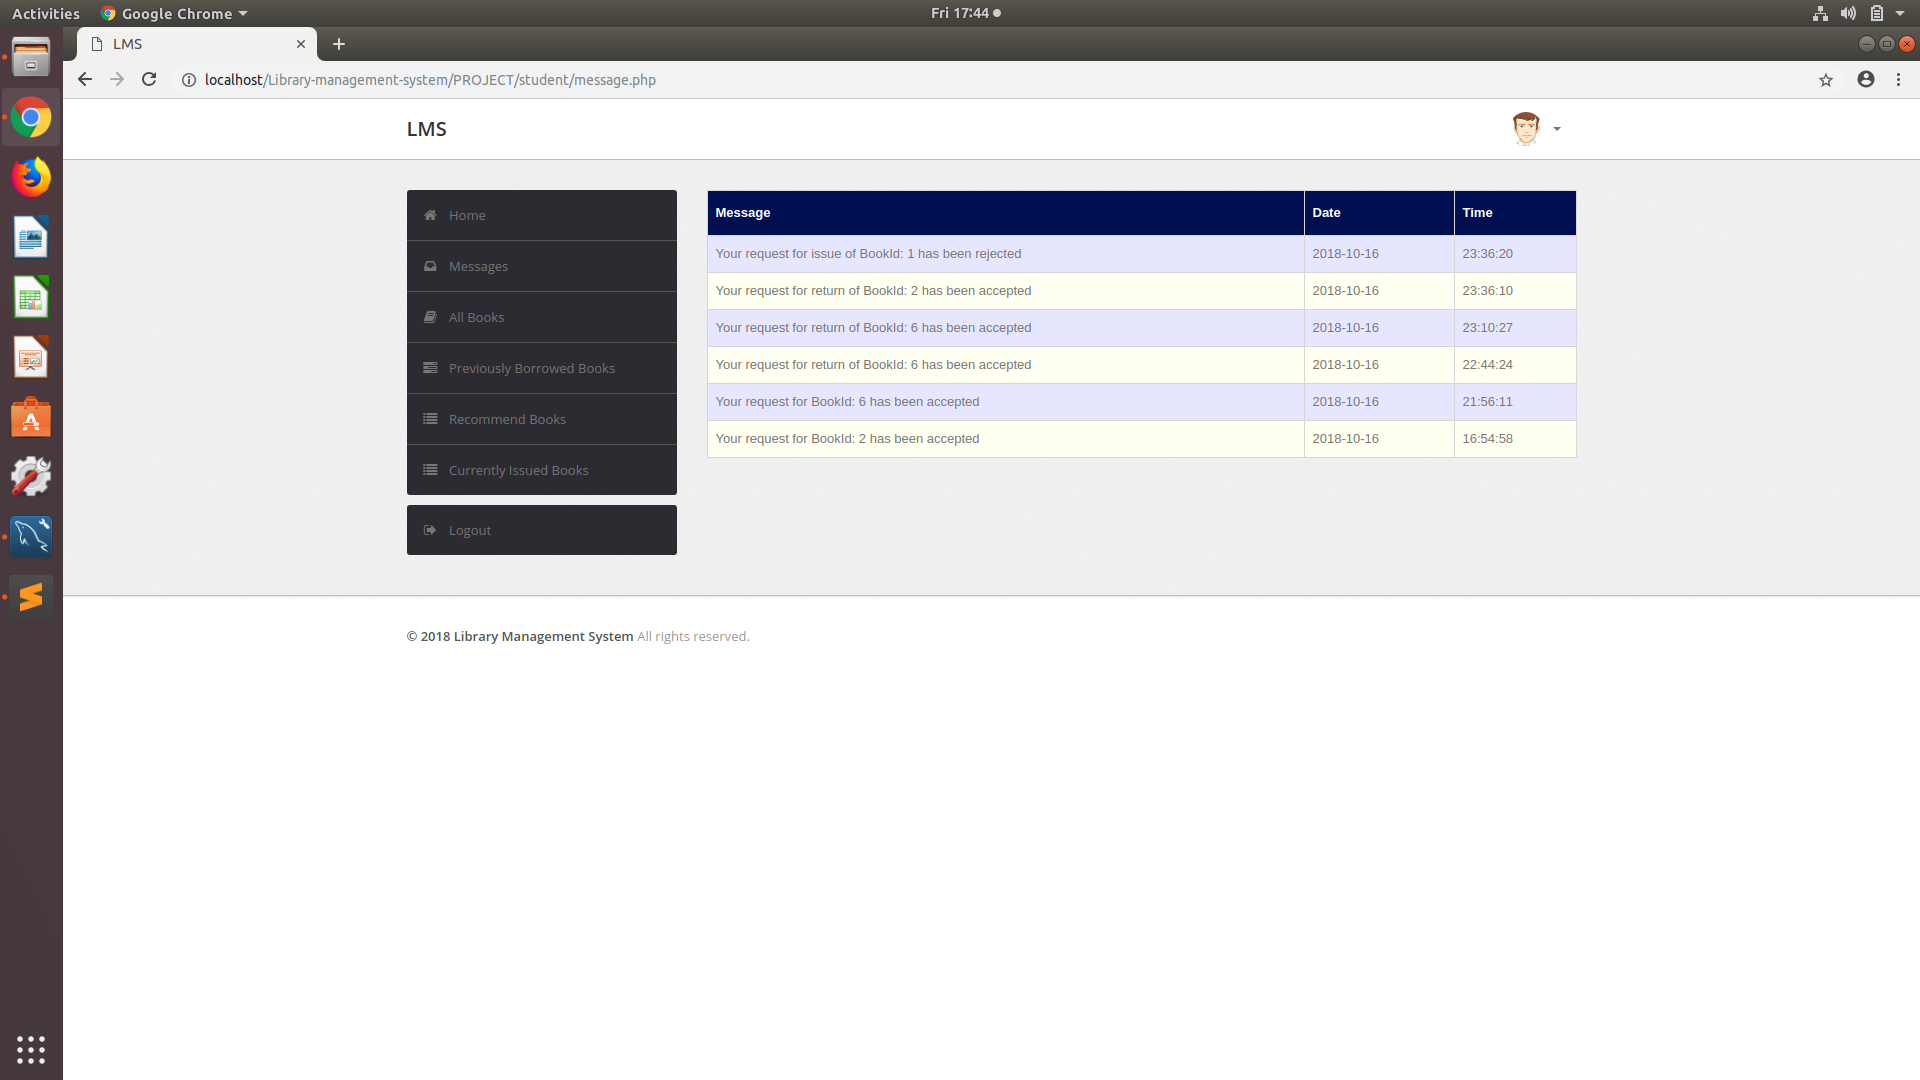 Activities Google Chrome Fri 17:44
LMS
localhost/Library-management-system/PROJECT/student/message.php
LMS
Home
Messages
All Books
Previously Borrowed Books
Recommend Books
Currently Issued Books
Logout
Message Date Time
Your request for issue of BookId: 1 has been rejected 2018-10-16 23:36:20
Your request for return of BookId: 2 has been accepted 2018-10-16 23:36:10
Your request for return of BookId: 6 has been accepted 2018-10-16 23:10:27
Your request for return of BookId: 6 has been accepted 2018-10-16 22:44:24
Your request for BookId: 6 has been accepted 2018-10-16 21:56:11
Your request for BookId: 2 has been accepted 2018-10-16 16:54:58
© 2018 Library Management System All rights reserved.